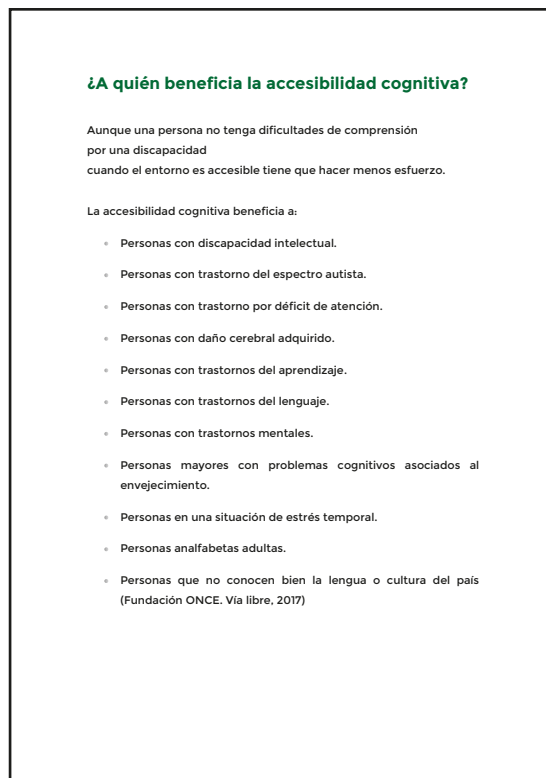 ¿A quién beneficia la accesibilidad cognitiva?
Aunque una persona no tenga dificultades de comprensión
por una discapacidad
cuando el entorno es accesible tiene que hacer menos esfuerzo.
La accesibilidad cognitiva beneficia a:
Personas con discapacidad intelectual.
Personas con trastorno del espectro autista.
Personas con trastorno por déficit de atención.
Personas con daño cerebral adquirido.
Personas con trastornos del aprendizaje.
Personas con trastornos del lenguaje.
Personas con trastornos mentales.
Personas mayores con problemas cognitivos asociados al
envejecimiento.
Personas en una situación de estrés temporal.
Personas analfabetas adultas.
Personas que no conocen bien la lengua o cultura del país
(Fundación ONCE. Vía libre, 2017)